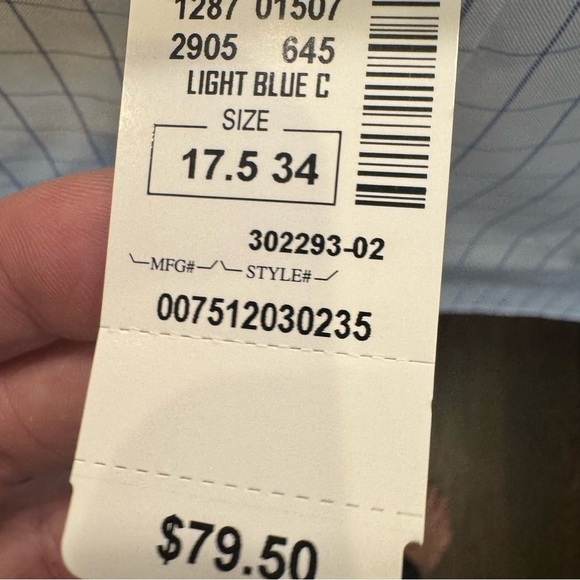 1287 01507
2905 645
LIGHT BLUE C
SIZE
17.5 34
302293-02
MFG# STYLE#
007512030235
$79.50